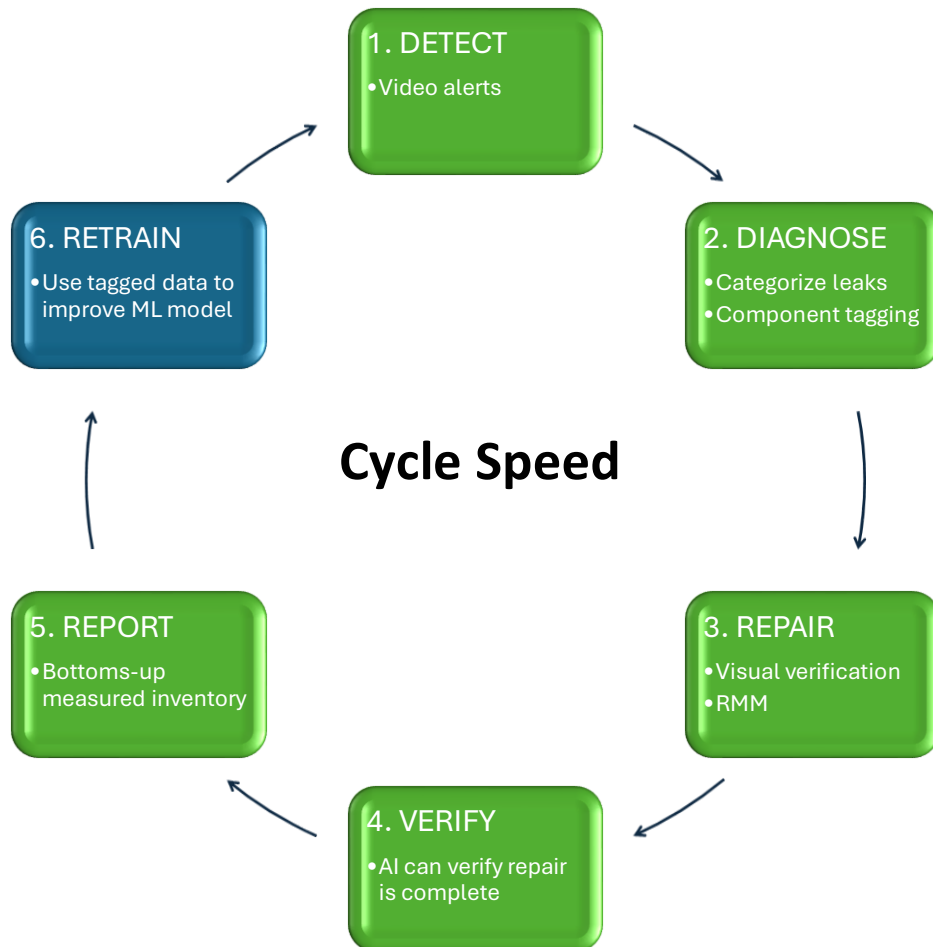 1. DETECT
•Video alerts
2. DIAGNOSE
•Categorize leaks
•Component tagging
3. REPAIR
•Visual verification
•RMM
4. VERIFY
•AI can verify repair
is complete
5. REPORT
•Bottoms-up
measured inventory
6. RETRAIN
•Use tagged data to
improve ML model
Cycle Speed